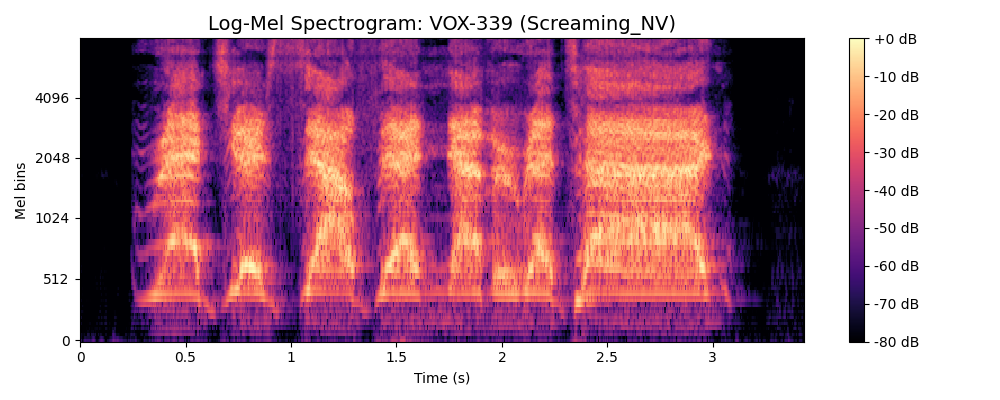 Log-Mel Spectrogram: VOX-339 (Screaming_NV)
Mel bins
4096
2048
1024
512
0
0
0.5
1
1.5
2
2.5
3
Time (s)
+0 dB
-10 dB
-20 dB
-30 dB
-40 dB
-50 dB
-60 dB
-70 dB
-80 dB